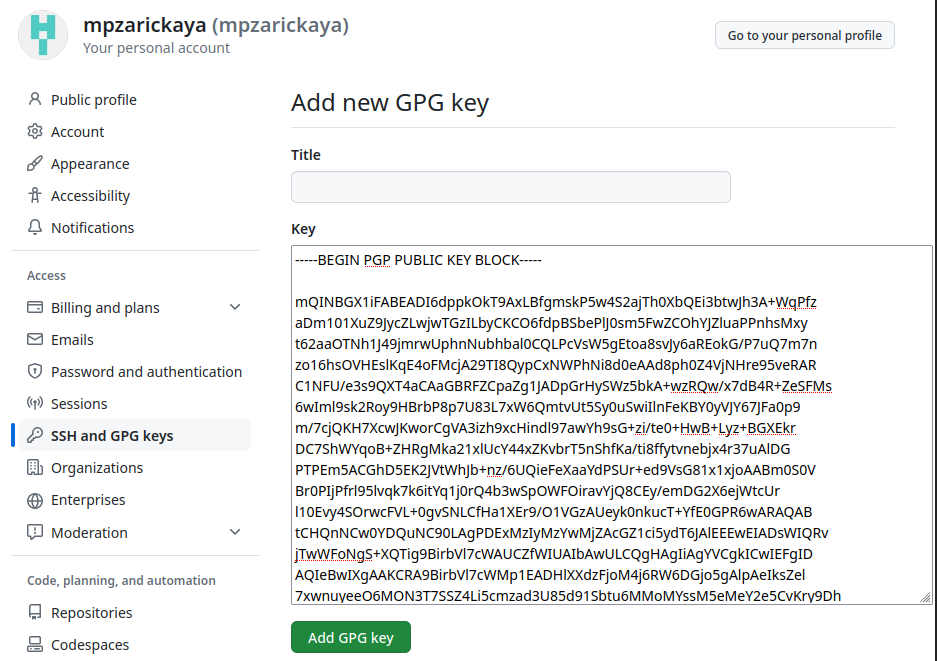 mpzarickaya (mpzarickaya)
Your personal account
Go to your personal profile
Public profile
Account
Appearance
Accessibility
Notifications
Access
Billing and plans
Emails
Password and authentication
Sessions
SSH and GPG keys
Organizations
Enterprises
Moderation
Code, planning, and automation
Repositories
Codespaces
Add new GPG key
Title
Key
-----BEGIN PGP PUBLIC KEY BLOCK-----
mQINBGX1iFABEADI6dppkOkT9AxLBfgmskP5w4S2ajTh0XbQEi3btwJh3A+WqPfz
aDm101XuZ9JycZLwjwTGzILbyCKCO6fdpBSbePlJ0sm5FwZCOhYJZluaPPnhsMxy
t62aaOTNh1J49jmrwUphnNubhbal0CQLPcVsW5gEtoa8svJy6aREokG/P7uQ7m7n
zo16hsOVHEslKqE4oFMcjA29TI8QypCxNWPhNi8d0eAAd8ph0Z4VjNHre95veRAR
C1NFU/e3s9QXT4aCAaGBRFZCpaZg1JADpGrHySWz5bkA+wzRQw/x7dB4R+ZeSFMs
6wIml9sk2Roy9HBrbP8p7U83L7xW6QmtvUt5Sy0uSwiIlnFeKBY0yVJY67JFa0p9
m/7cjQKH7XcwJKworCgVA3izh9xcHindl97awYh9sG+zi/te0+HwB+Lyz+BGXEkr
DC7ShWYqoB+ZHRgMka21xlUcY44xZKvbrT5nShfKa/ti8ffytvnebjx4r37uAlDG
PTPEm5ACGhD5EK2JVtWhJb+nz/6UQieFeXaaYdPSUr+ed9VsG81x1xjoAABm0S0V
Br0PIjPfrl95lvqk7k6itYq1j0rQ4b3wSpOWFOiravYjQ8CEy/emDG2X6ejWtcUr
l10Evy4SOrwcFVL+0gvSNLCfHa1XEr9/O1VGzAUeyk0nkucT+YfE0GPR6wARAQAB
tCHQnNCw0YDQuNC90LAgPDExMzIyMzYwMjZAcGZ1ci5ydT6JAlEEEwEIADsWIQRv
jTwWFoNgS+XQTig9BirbVl7cWAUCZfWIUAIbAwULCQgHAgIiAgYVCgkICwIEFgID
AQIeBwIXgAAKCRA9BirbVl7cWMp1EADHlXXdzFjoM4j6RW6DGjo5gAlpAeIksZel
7xwnuyeeO6MON3T7SSZ4Li5cmzad3U85d91Sbtu6MMoMYssM5eMeY2e5CvKry9Dh
Add GPG key